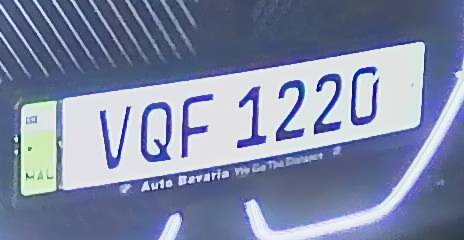 MAL
VQF 1220
Auto Bavaria We Go The Distance